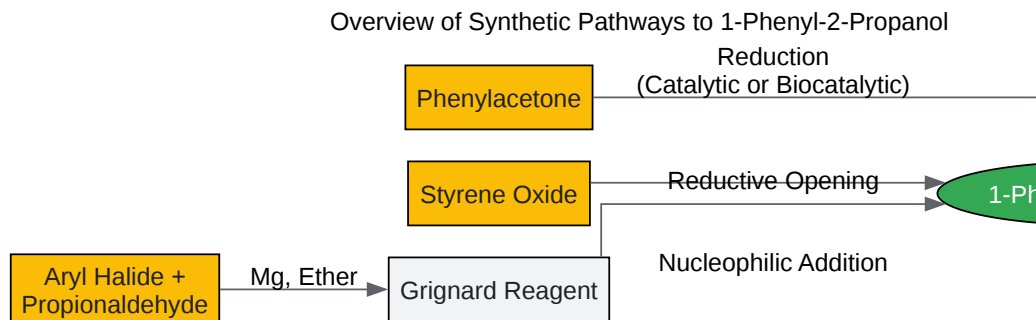 Overview of Synthetic Pathways to 1-Phenyl-2-Propanol
Reduction
(Catalytic or Biocatalytic)
Phenylacetone
Styrene Oxide
Reductive Opening
1-Ph
Nucleophilic Addition
Aryl Halide +
Propionaldehyde
Mg, Ether
Grignard Reagent